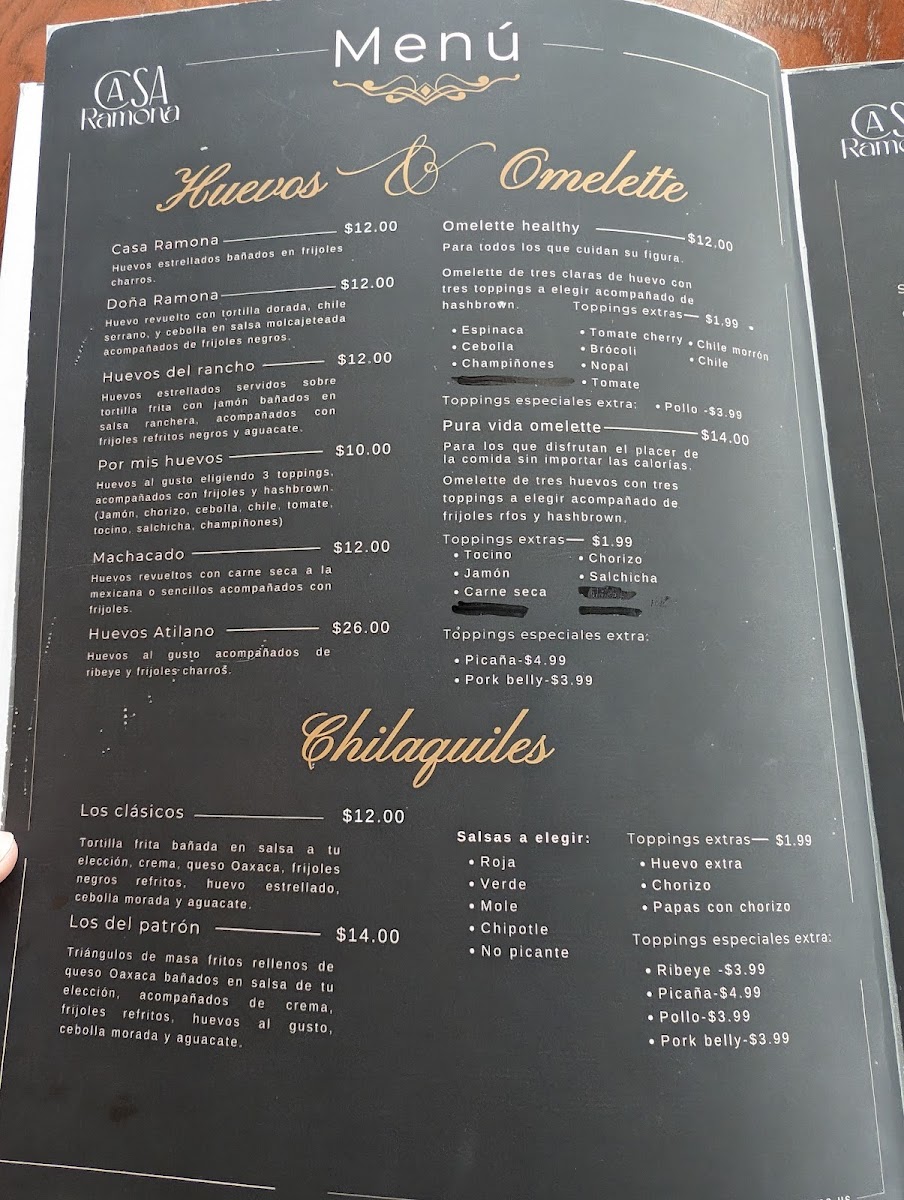 Menú
CASA
Ramona
Huevos & Omelette
Casa Ramona $12.00
Huevos estrellados bañados en frijoles
charros.
Doña Ramona $12.00
Huevo revuelto con tortilla dorada, chile
serrano, y cebolla en salsa molcajeteada
acompañados de frijoles negros.
Huevos del rancho $12.00
Huevos estrellados servidos sobre
tortilla frita con jamón bañados en
salsa ranchera, acompañados con
frijoles refritos negros y aguacate.
Por mis huevos $10.00
Huevos al gusto eligiendo 3 toppings,
acompañados con frijoles y hashbrown.
(Jamón, chorizo, cebolla, chile, tomate,
tocino, salchicha, champiñones)
Machacado $12.00
Huevos revueltos con carne seca a la
mexicana o sencillos acompañados con
frijoles.
Huevos Atilano $26.00
Huevos al gusto acompañados de
ribeye y frijoles charros.
Omelette healthy $12.00
Para todos los que cuidan su figura.
Omelette de tres claras de huevo con
tres toppings a elegir acompañado de
hashbrown.
Toppings extras— $1.99
• Espinaca
• Cebolla
• Champiñones
• Tomate cherry
• Brócoli
• Nopal
• Tomate
• Chile morrón
• Chile
Toppings especiales extra: • Pollo -$3.99
Pura vida omelette $14.00
Para los que disfrutan el placer de
la comida sin importar las calorías.
Omelette de tres huevos con tres
toppings a elegir acompañado de
frijoles rfos y hashbrown.
Toppings extras— $1.99
• Tocino
• Jamón
• Carne seca
• Chorizo
• Salchicha
Toppings especiales extra:
• Picaña-$4.99
• Pork belly-$3.99
Chilaquiles
Los clásicos $12.00
Tortilla frita bañada en salsa a tu
elección, crema, queso Oaxaca, frijoles
negros refritos, huevo estrellado,
cebolla morada y aguacate.
Los del patrón $14.00
Triángulos de masa fritos rellenos de
queso Oaxaca bañados en salsa de tu
elección, acompañados de crema,
frijoles refritos, huevos al gusto,
cebolla morada y aguacate.
Salsas a elegir:
• Roja
• Verde
• Mole
• Chipotle
• No picante
Toppings extras— $1.99
• Huevo extra
• Chorizo
• Papas con chorizo
Toppings especiales extra:
• Ribeye -$3.99
• Picaña-$4.99
• Pollo-$3.99
• Pork belly-$3.99